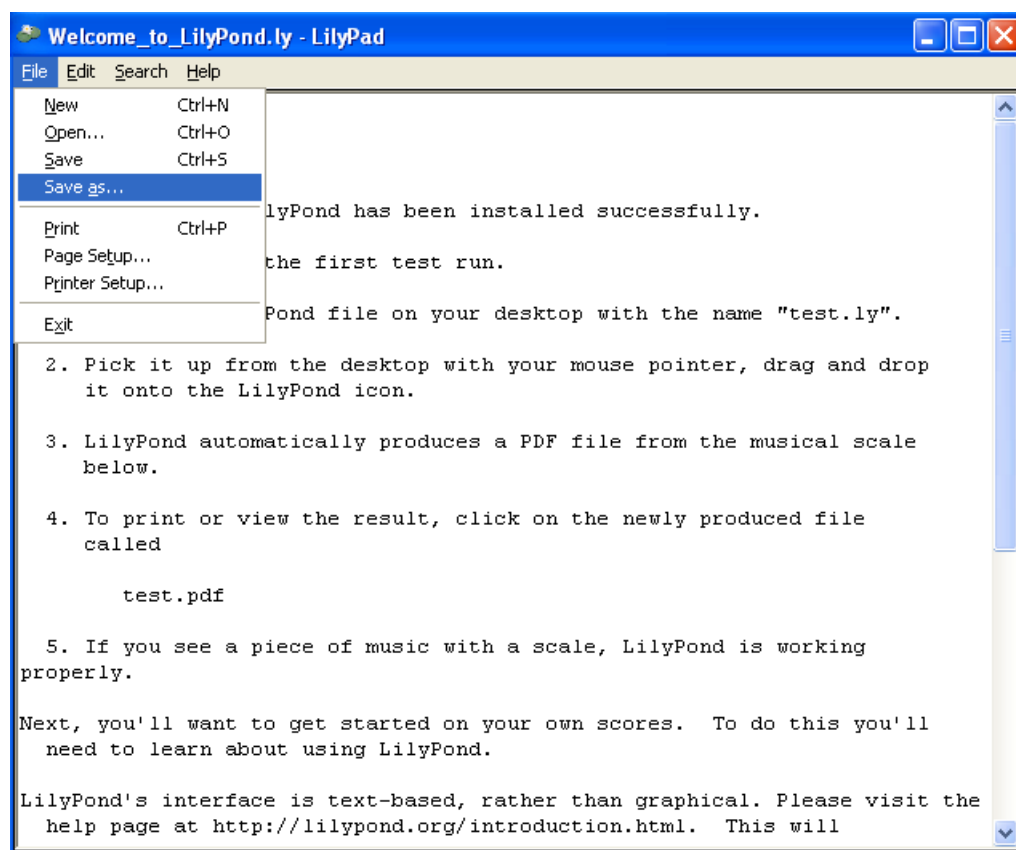 Welcome_to_LilyPond.ly - LilyPad
File Edit Search Help
New Ctrl+N
Open... Ctrl+O
Save Ctrl+S
Save as...
Print Ctrl+P
Page Setup...
Printer Setup...
Exit
lyPond has been installed successfully.
the first test run.
Pond file on your desktop with the name "test.ly".
2. Pick it up from the desktop with your mouse pointer, drag and drop
it onto the LilyPond icon.
3. LilyPond automatically produces a PDF file from the musical scale
below.
4. To print or view the result, click on the newly produced file
called
test.pdf
5. If you see a piece of music with a scale, LilyPond is working
properly.
Next, you'll want to get started on your own scores.  To do this you'll
need to learn about using LilyPond.
LilyPond's interface is text-based, rather than graphical. Please visit the
help page at http://lilypond.org/introduction.html.  This will